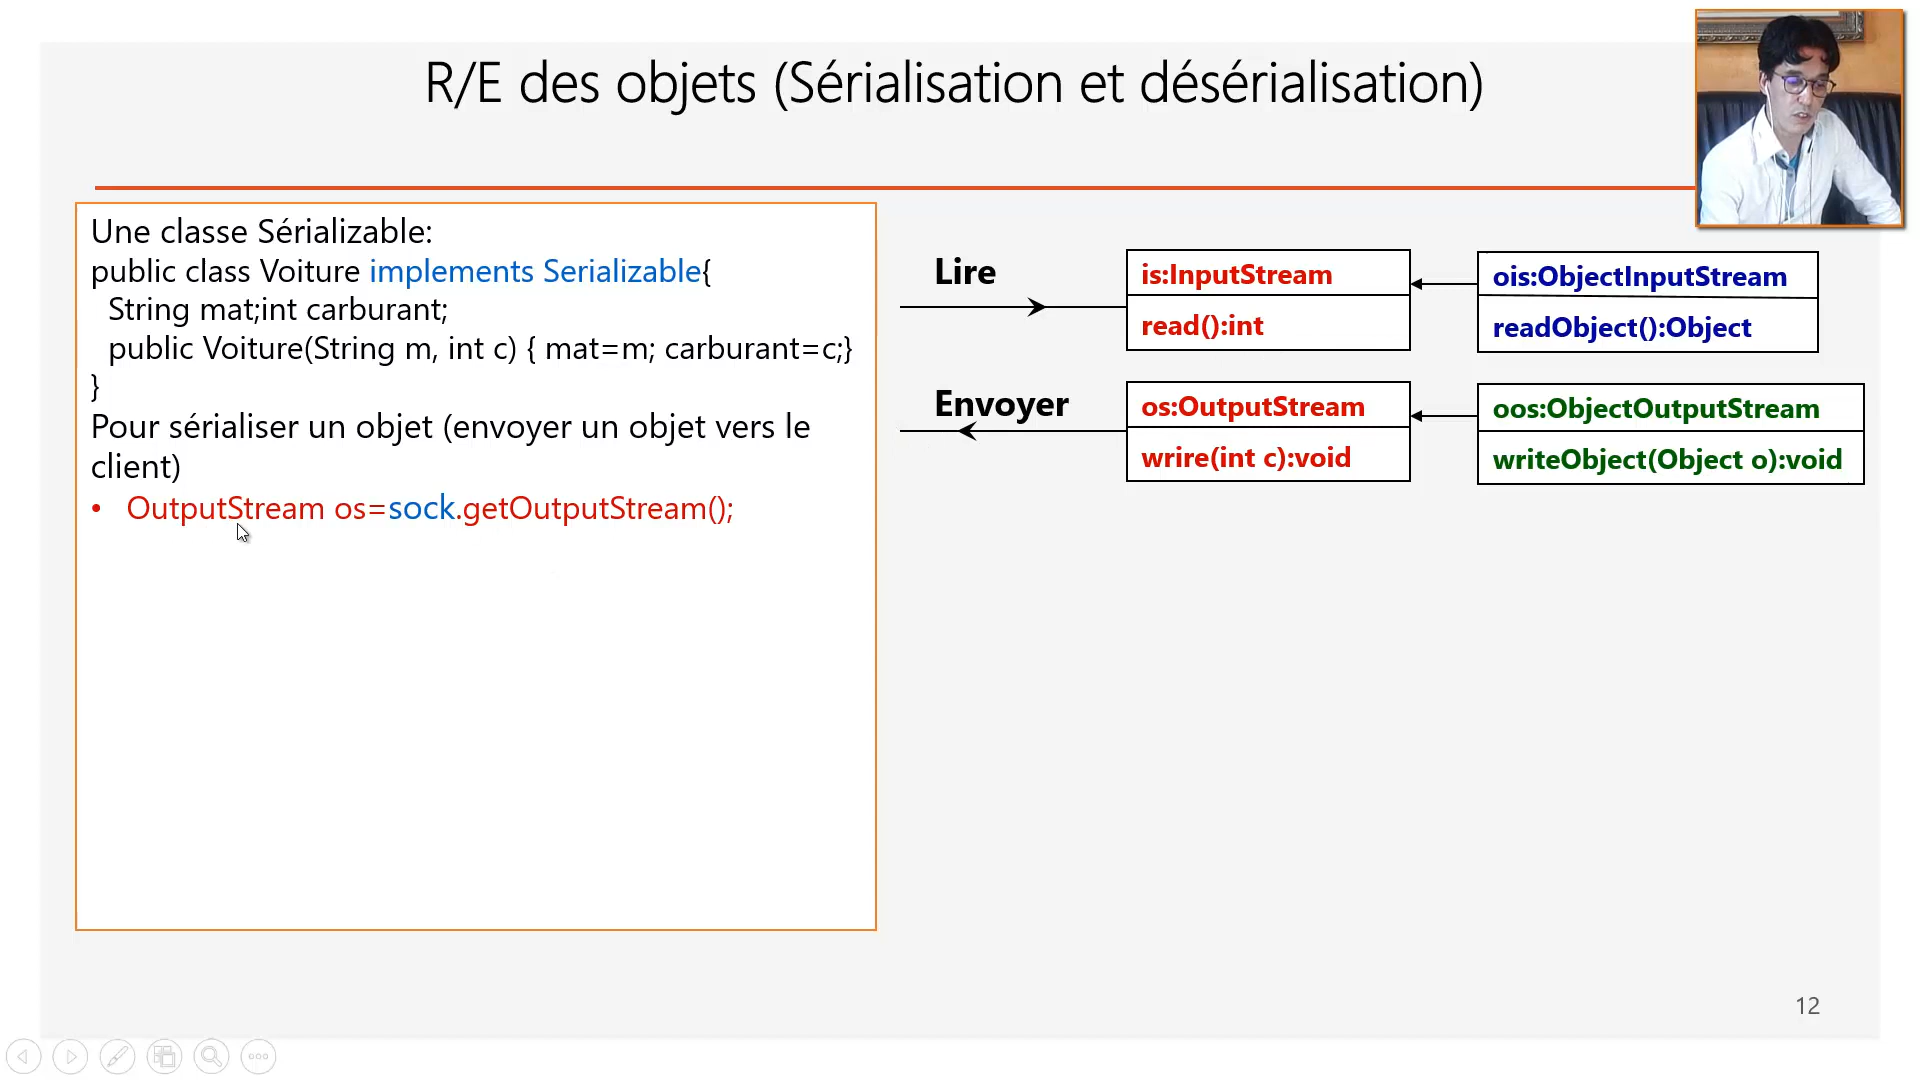 R/E des objets (Sérialisation et désérialisation)
Une classe Sérializable:
public class Voiture implements Serializable{
String mat;int carburant;
public Voiture(String m, int c) { mat=m; carburant=c;}
}
Pour sérialiser un objet (envoyer un objet vers le
client)
• OutputStream os=sock.getOutputStream();
Lire
is:InputStream
read():int
ois:ObjectInputStream
readObject():Object
Envoyer
os:OutputStream
wrire(int c):void
oos:ObjectOutputStream
writeObject(Object o):void
12